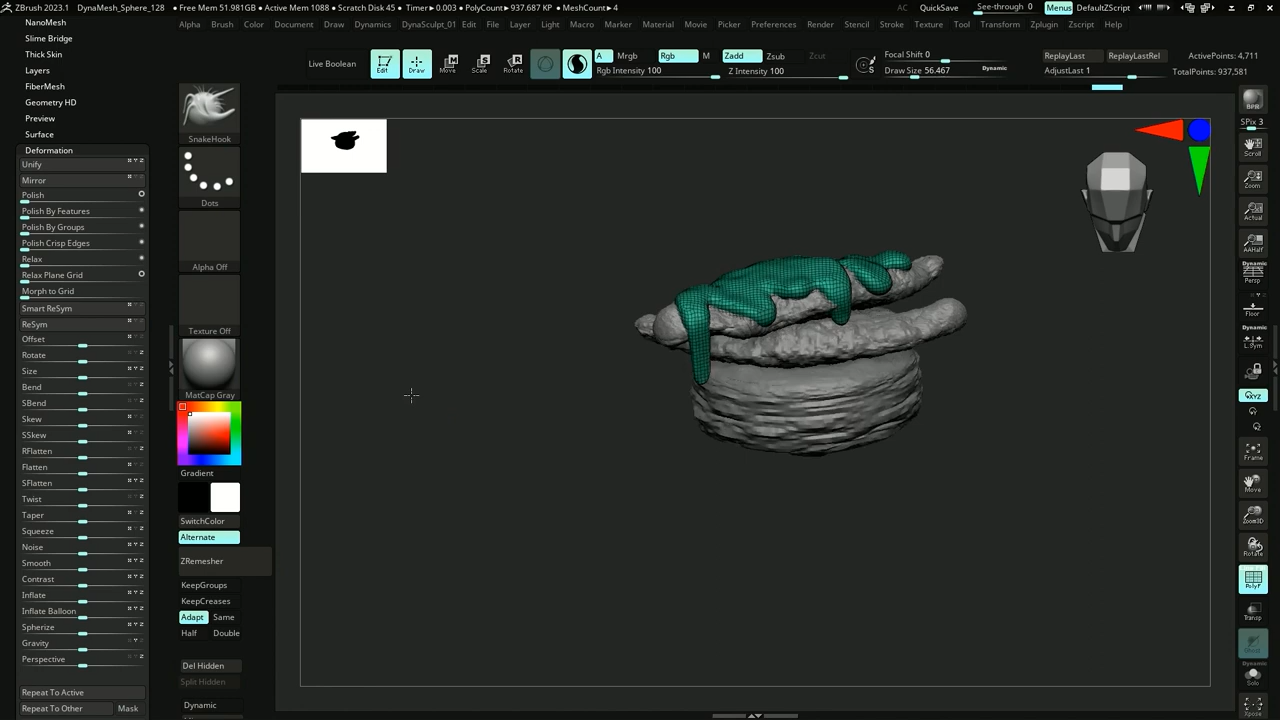 ZBrush 2023.1 DynaMesh_Sphere_128 • Free Mem 51.981GB • Active Mem 1088 • Scratch Disk 45 • Timer▸0.003 • PolyCount▸937.687 KP • MeshCount▸4 AC QuickSave See-through 0 Menus DefaultZScript
Alpha Brush Color Document Draw Dynamics DynaSculpt_01 Edit File Layer Light Macro Marker Material Movie Picker Preferences Render Stencil Stroke Texture Tool Transform Zplugin Zscript Help
NanoMesh
Slime Bridge
Thick Skin
Layers
FiberMesh
Geometry HD
Preview
Surface
Deformation
Unify
Mirror
Polish
Polish By Features
Polish By Groups
Polish Crisp Edges
Relax
Relax Plane Grid
Morph to Grid
Smart ReSym
ReSym
Offset
Rotate
Size
Bend
SBend
Skew
SSkew
RFlatten
Flatten
SFlatten
Twist
Taper
Squeeze
Noise
Smooth
Contrast
Inflate
Inflate Balloon
Spherize
Gravity
Perspective
Repeat To Active
Repeat To Other Mask
Live Boolean
Edit Draw Move Scale Rotate
A Mrgb Rgb M Zadd Zsub Zcut
Rgb Intensity 100 Z Intensity 100
Focal Shift 0
Draw Size 56.467 Dynamic
ReplayLast ReplayLastRel ActivePoints: 4,711
AdjustLast 1 TotalPoints: 937,581
SnakeHook
Dots
Alpha Off
Texture Off
MatCap Gray
Gradient
SwitchColor
Alternate
ZRemesher
KeepGroups
KeepCreases
Adapt Same
Half Double
Del Hidden
Split Hidden
Dynamic
BPR
SPix 3
Scroll
Zoom
Actual
AAHalf
Dynamic
Persp
Floor
Dynamic
L.Sym
XYZ
Frame
Move
Zoom3D
Rotate
PolyF
Transp
Ghost
Dynamic
Solo
Xpose